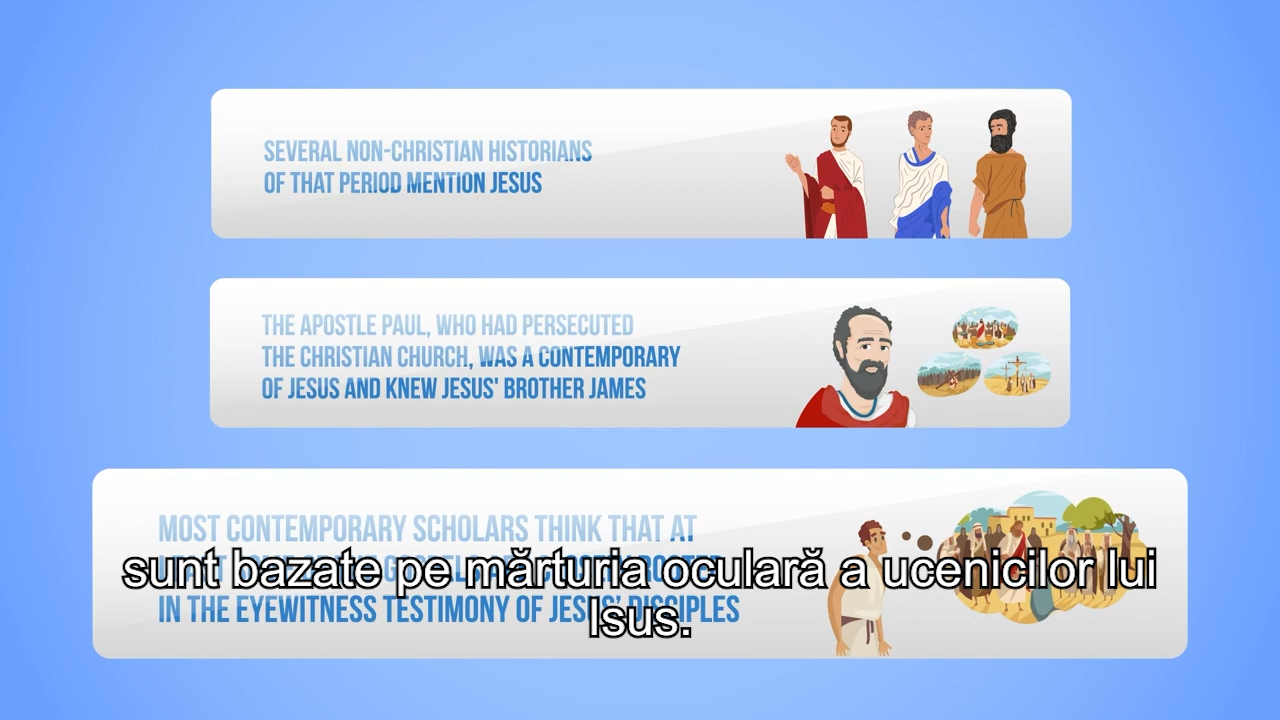 SEVERAL NON-CHRISTIAN HISTORIANS
OF THAT PERIOD MENTION JESUS
THE APOSTLE PAUL, WHO HAD PERSECUTED
THE CHRISTIAN CHURCH, WAS A CONTEMPORARY
OF JESUS AND KNEW JESUS' BROTHER JAMES
MOST CONTEMPORARY SCHOLARS THINK THAT AT
IN THE EYEWITNESS TESTIMONY OF JESUS' DISCIPLES
sunt bazate pe mărturia oculară a ucenicilor lui
Isus.